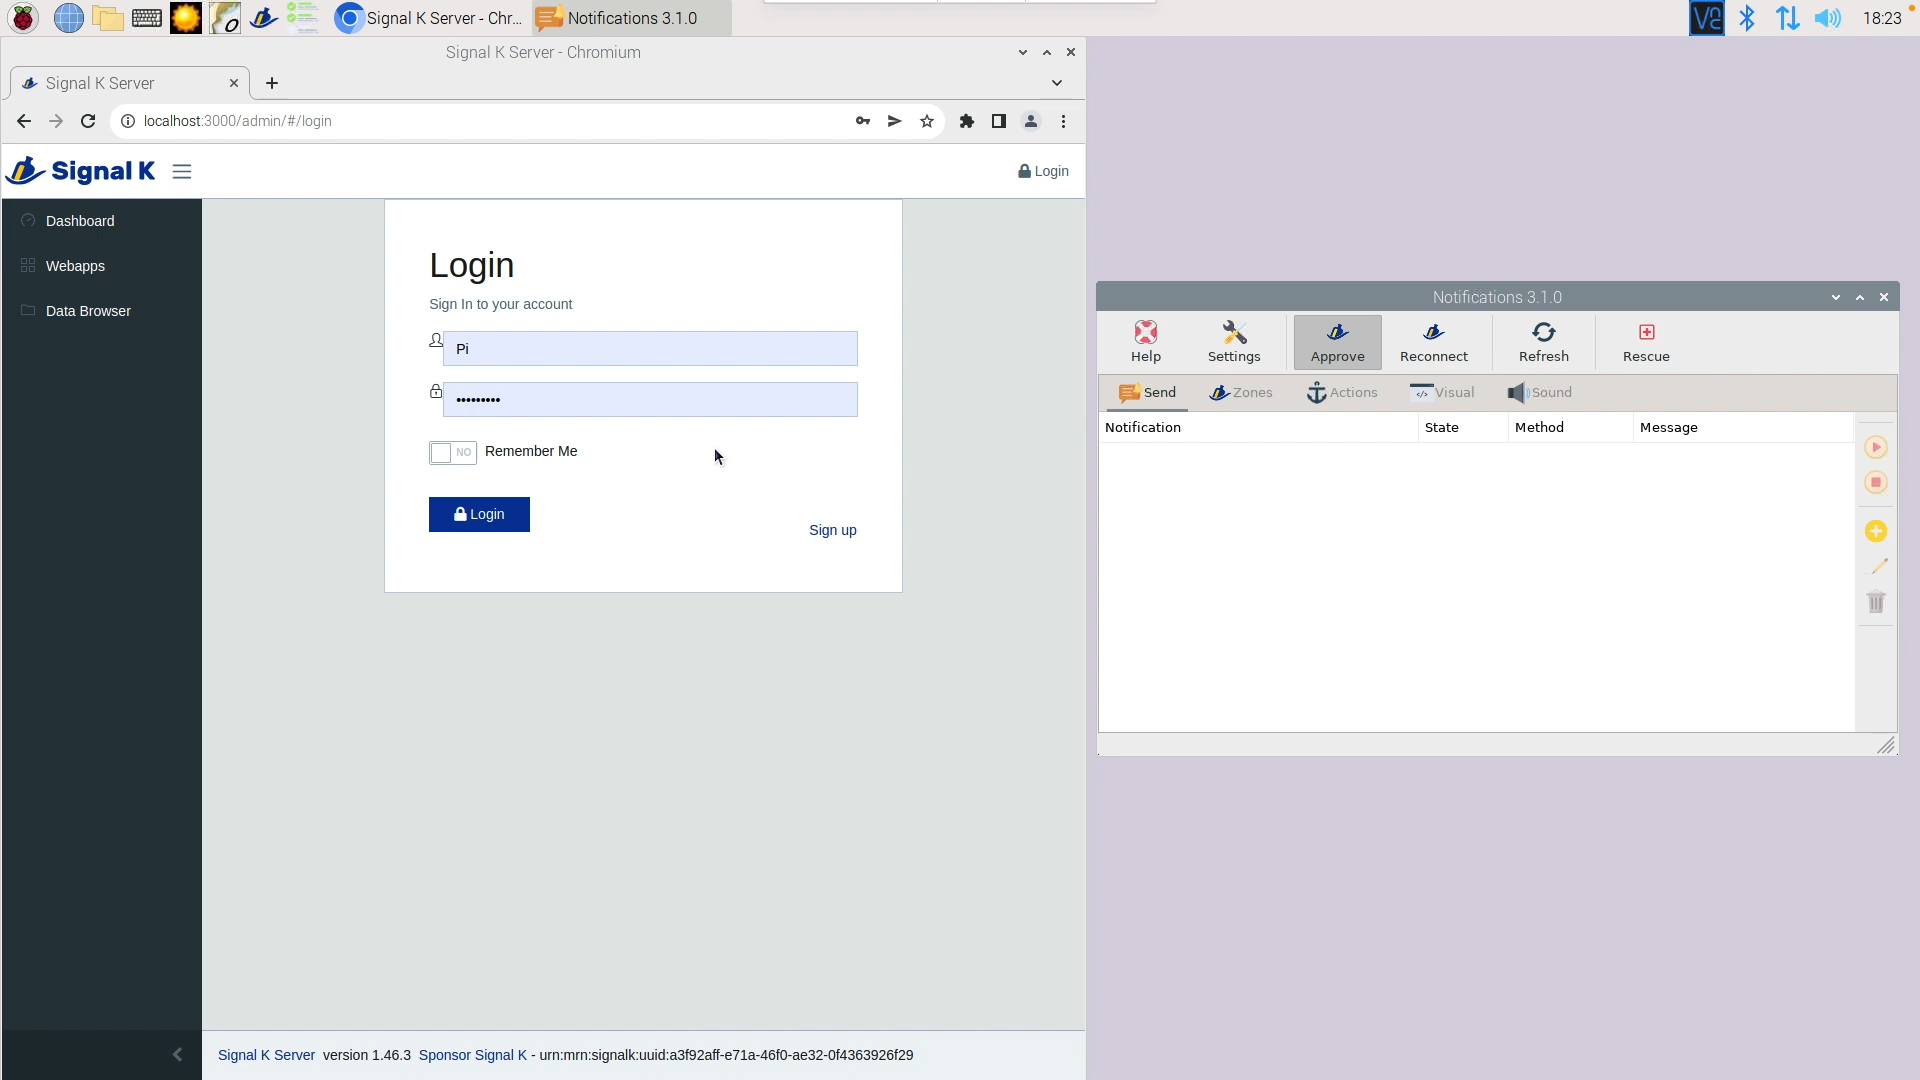 Signal K Server - Chr...
Notifications 3.1.0
18:23
Signal K Server - Chromium
Signal K Server
localhost:3000/admin/#/login
Signal K
Login
Dashboard
Webapps
Data Browser
Login
Sign In to your account
Pi
•••••••••
NO
Remember Me
Login
Sign up
Signal K Server version 1.46.3 Sponsor Signal K - urn:mrn:signalk:uuid:a3f92aff-e71a-46f0-ae32-0f4363926f29
Notifications 3.1.0
Help
Settings
Approve
Reconnect
Refresh
Rescue
Send
Zones
Actions
Visual
Sound
Notification
State
Method
Message